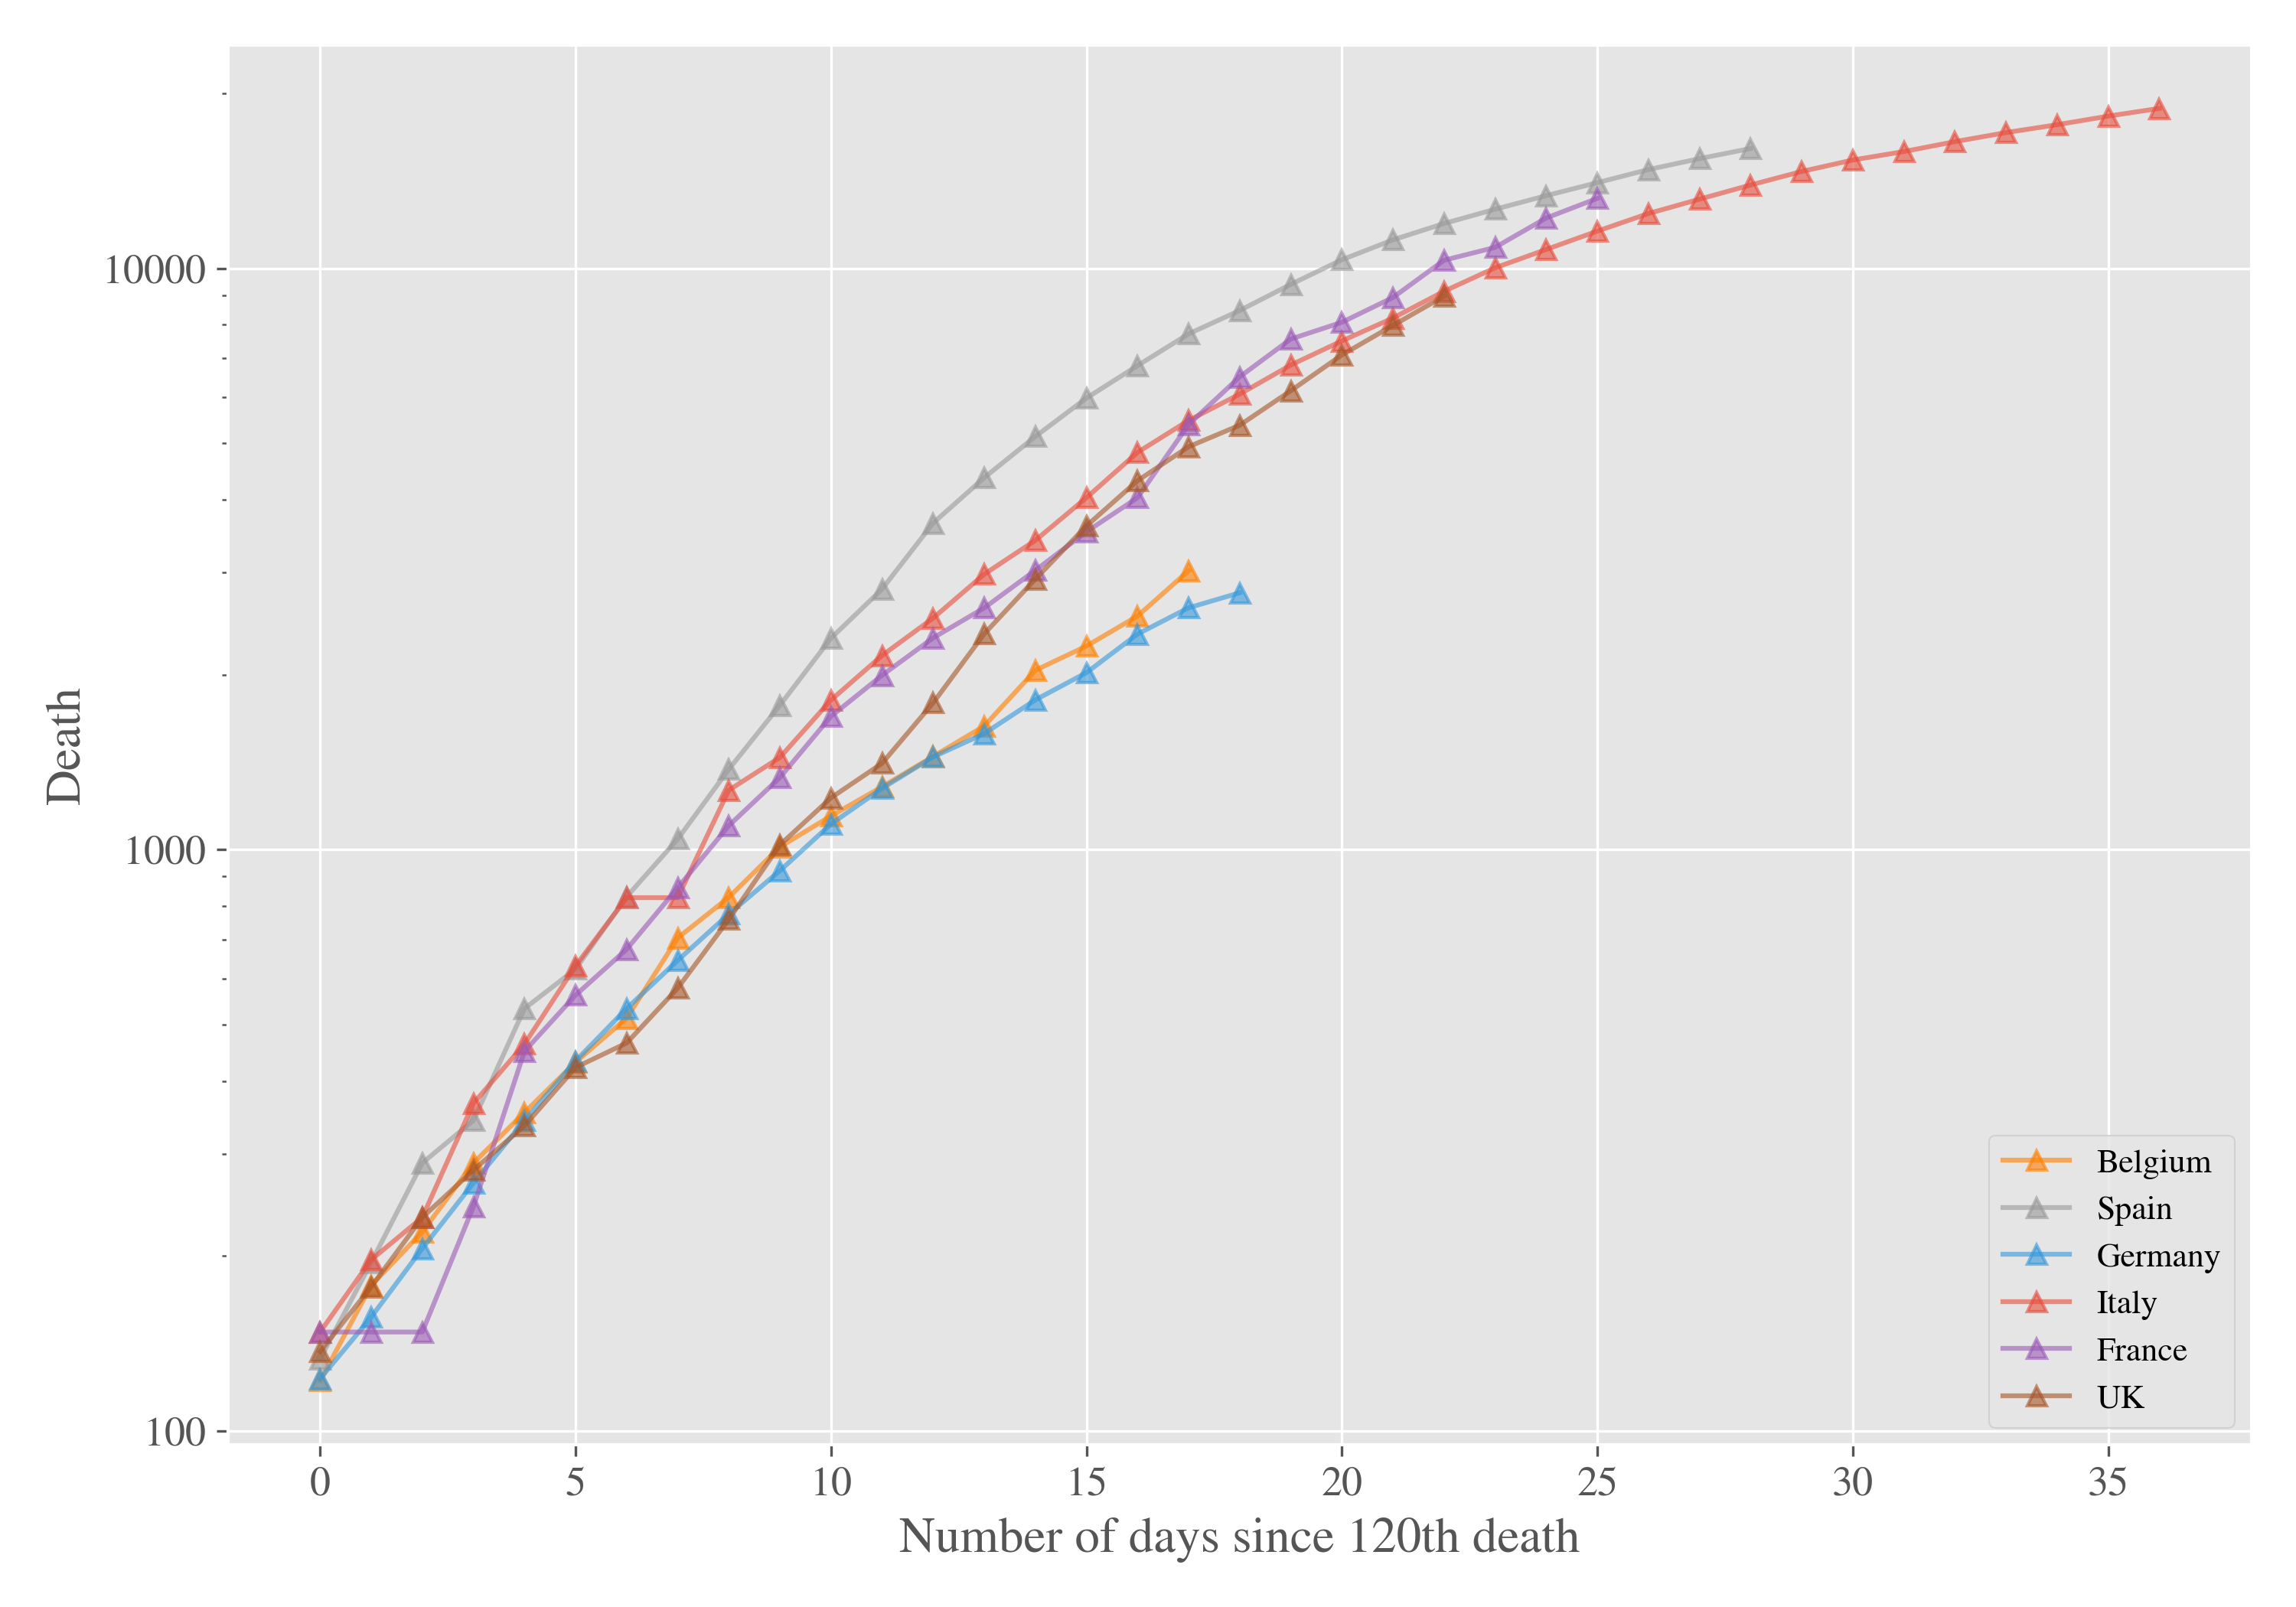 10000
1000
100
Death
0 5 10 15 20 25 30 35
Number of days since 120th death
Belgium
Spain
Germany
Italy
France
UK